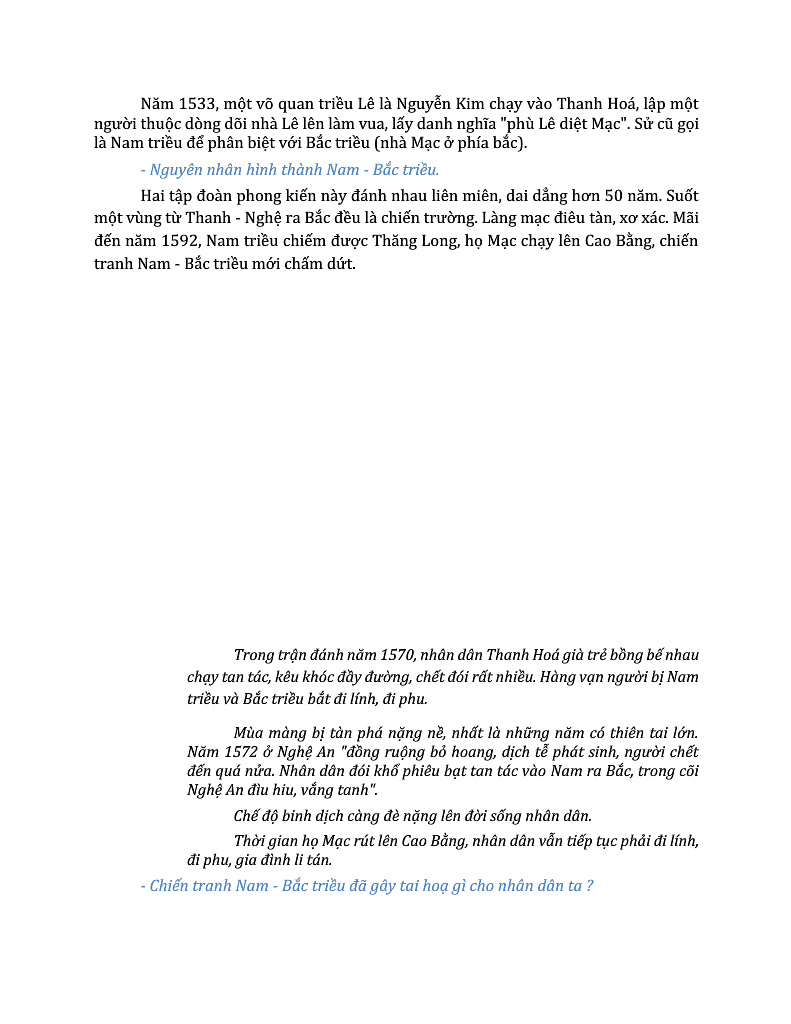 Năm 1533, một võ quan triều Lê là Nguyễn Kim chạy vào Thanh Hoá, lập một
người thuộc dòng dõi nhà Lê lên làm vua, lấy danh nghĩa "phù Lê diệt Mạc". Sử cũ gọi
là Nam triều để phân biệt với Bắc triều (nhà Mạc ở phía bắc).
- Nguyên nhân hình thành Nam - Bắc triều.
Hai tập đoàn phong kiến này đánh nhau liên miên, dai dẳng hơn 50 năm. Suốt
một vùng từ Thanh - Nghệ ra Bắc đều là chiến trường. Làng mạc điêu tàn, xơ xác. Mãi
đến năm 1592, Nam triều chiếm được Thăng Long, họ Mạc chạy lên Cao Bằng, chiến
tranh Nam - Bắc triều mới chấm dứt.
Trong trận đánh năm 1570, nhân dân Thanh Hoá già trẻ bồng bế nhau
chạy tan tác, kêu khóc đầy đường, chết đói rất nhiều. Hàng vạn người bị Nam
triều và Bắc triều bắt đi lính, đi phu.
Mùa màng bị tàn phá nặng nề, nhất là những năm có thiên tai lớn.
Năm 1572 ở Nghệ An "đồng ruộng bỏ hoang, dịch tễ phát sinh, người chết
đến quá nửa. Nhân dân đói khổ phiêu bạt tan tác vào Nam ra Bắc, trong cõi
Nghệ An đìu hiu, vắng tanh".
Chế độ binh dịch càng đè nặng lên đời sống nhân dân.
Thời gian họ Mạc rút lên Cao Bằng, nhân dân vẫn tiếp tục phải đi lính,
đi phu, gia đình li tán.
- Chiến tranh Nam - Bắc triều đã gây tai hoạ gì cho nhân dân ta ?